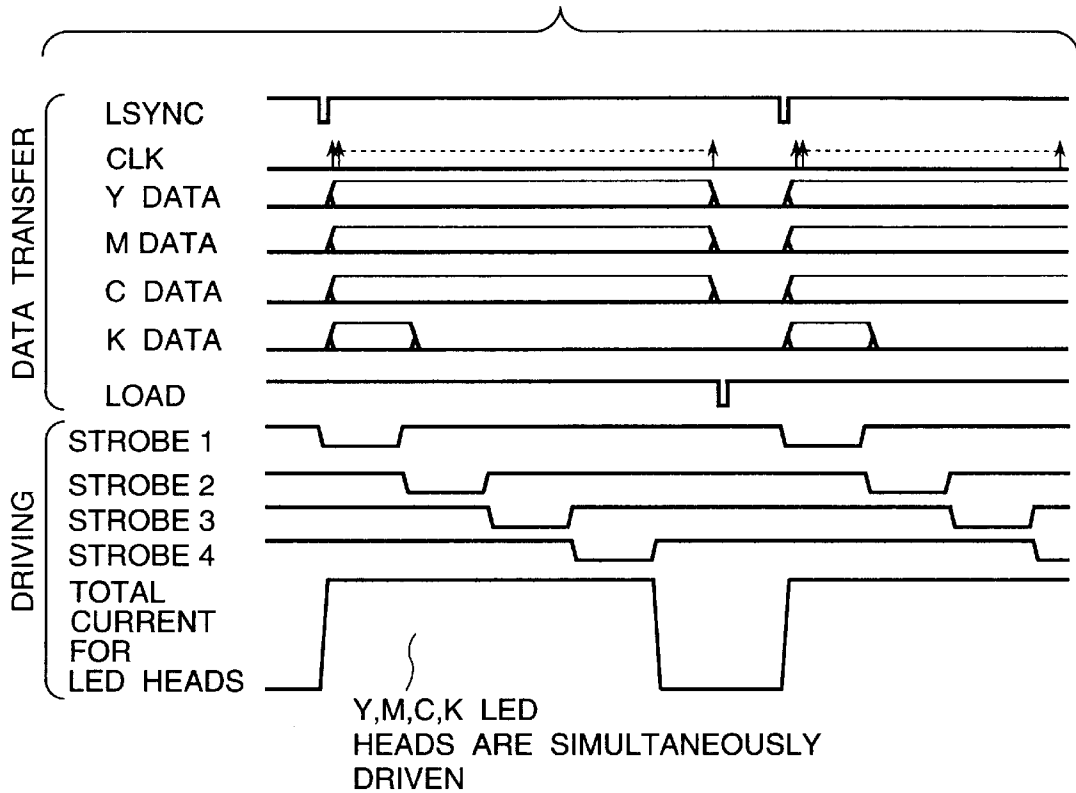 DATA TRANSFER
LSYNC
CLK
Y DATA
M DATA
C DATA
K DATA
LOAD
DRIVING
STROBE 1
STROBE 2
STROBE 3
STROBE 4
TOTAL
CURRENT
FOR
LED HEADS
Y,M,C,K LED
HEADS ARE SIMULTANEOUSLY
DRIVEN